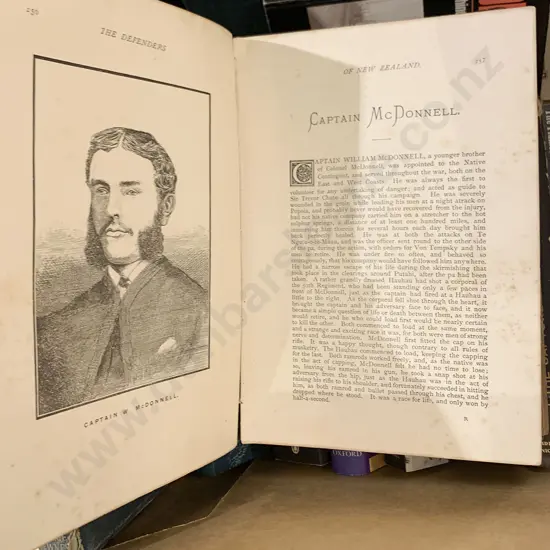 250
THE DEFENDERS
CAPTAIN W. McDONNELL.
OF NEW ZEALAND.
CAPTAIN McDONNELL.
CAPTAIN WILLIAM McDONNELL, a younger brother
of Colonel McDonnell, was appointed to the Native
Contingent, and served throughout the war, both on the
East and West Coasts. He was always the first to
volunteer for any undertaking of danger; and acted as guide to
Sir Trevor Chute all through his campaign. He was severely
wounded in the groin while leading his men at a night attack on
Popoia, and probably never would have recovered from the injury,
had not his native company carried him on a stretcher to the hot
sulphur springs, a distance of at least one hundred miles, and
immersing him therein for several hours each day brought him
back perfectly healed. He was at both the attacks on Te
Ngutu-o-te-Manu, and was the officer sent round to the other side
of the pa, during the action, with orders for Von Tempsky and his
men to retire. He was under fire so often, and behaved so
courageously, that his company would have followed him anywhere.
He had a narrow escape of his life during the skirmishing that
took place in the clearings around Putahi, after the pa had been
taken. A rather grandly dressed Hauhau had shot a corporal of
the 57th Regiment, who had been standing only a few paces in
front of McDonnell, just as the captain had fired at a Hauhau a
little to the right. As the corporal fell shot through the heart, it
brought the captain and his adversary face to face, and it now
became a simple question of life or death between them, as neither
would retire, and he who could load first would be nearly certain
to kill the other. Both commenced to load at the same moment,
and a strange and exciting race it was, for both were men of strong
nerve and determination. McDonnell first fitted the cap on his
rifle. It was a happy thought, though contrary to all rules of
musketry. The Hauhau commenced to load, keeping the capping
for the last. Both ramrods worked freely, and, as the native was
in the act of capping, McDonnell felt he had no time to lose;
so, leaving his ramrod in his gun, he took a snap shot at his
adversary from the hip, just as the Hauhau was in the act of
raising his rifle to his shoulder, and fortunately succeeded in hitting
him, as both ramrod and bullet passed through his chest, and he
dropped where he stood. It was a race for life, and only won by
half-a-second.
R
OXFORD